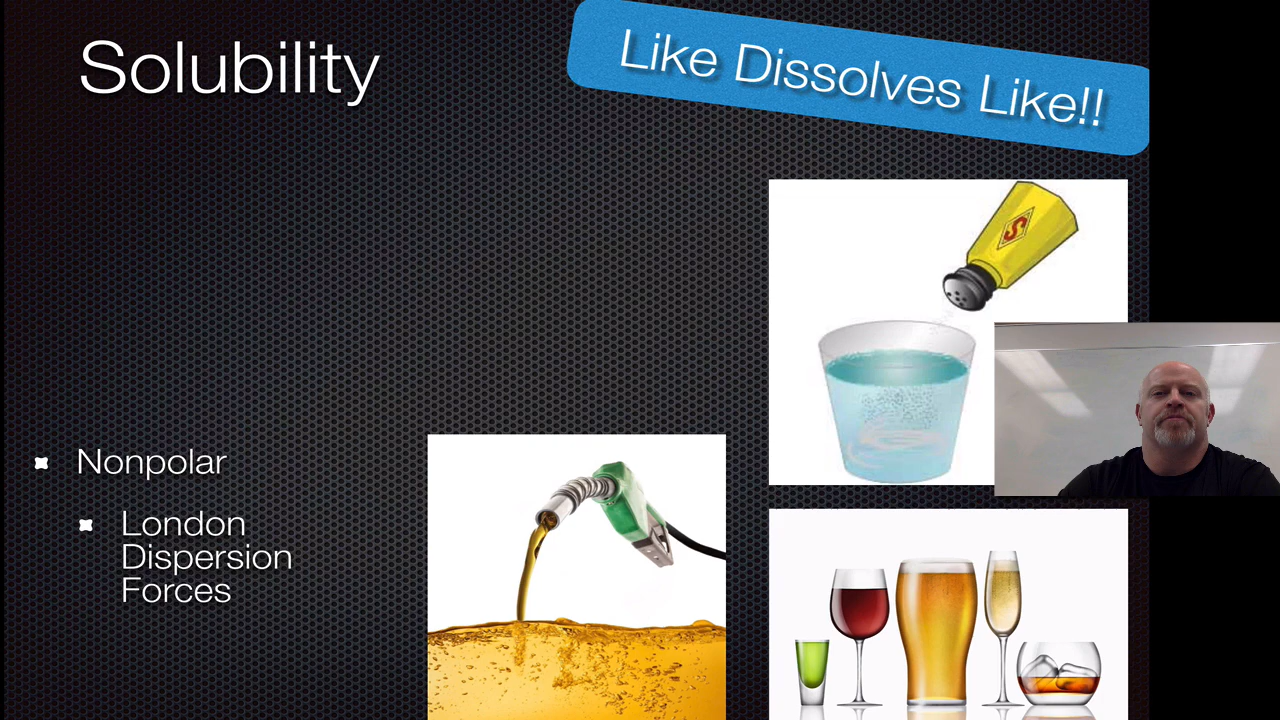 Solubility
Like Dissolves Like!!
S
Nonpolar
London
Dispersion
Forces